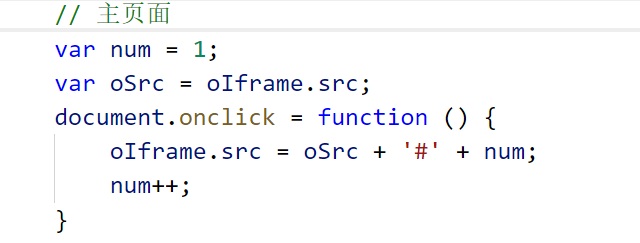 // 主页面
var num = 1;
var oSrc = oIframe.src;
document.onclick = function () {
    oIframe.src = oSrc + '#' + num;
    num++;
}